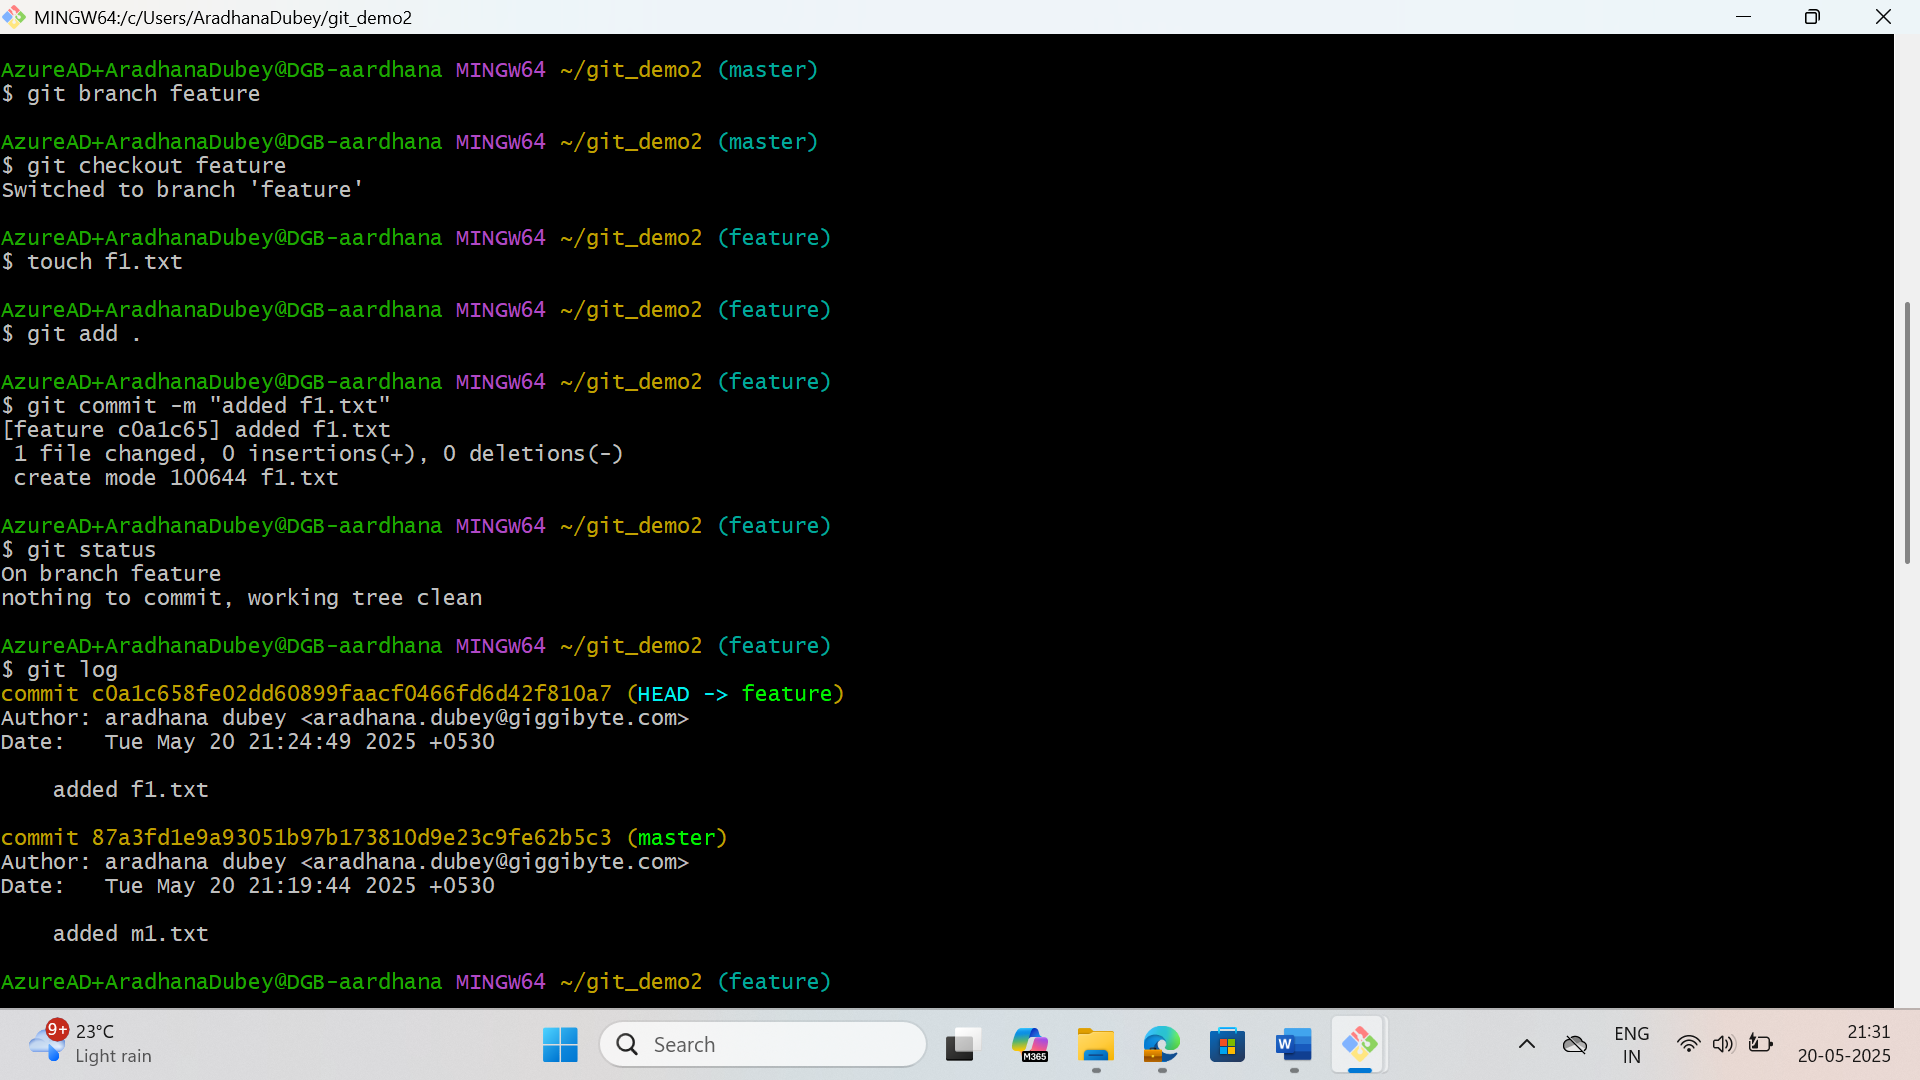 MINGW64:/c/Users/AradhanaDubey/git_demo2
AzureAD+AradhanaDubey@DGB-aardhana MINGW64 ~/git_demo2 (master)
$ git branch feature
AzureAD+AradhanaDubey@DGB-aardhana MINGW64 ~/git_demo2 (master)
$ git checkout feature
Switched to branch 'feature'
AzureAD+AradhanaDubey@DGB-aardhana MINGW64 ~/git_demo2 (feature)
$ touch f1.txt
AzureAD+AradhanaDubey@DGB-aardhana MINGW64 ~/git_demo2 (feature)
$ git add .
AzureAD+AradhanaDubey@DGB-aardhana MINGW64 ~/git_demo2 (feature)
$ git commit -m "added f1.txt"
[feature c0a1c65] added f1.txt
 1 file changed, 0 insertions(+), 0 deletions(-)
 create mode 100644 f1.txt
AzureAD+AradhanaDubey@DGB-aardhana MINGW64 ~/git_demo2 (feature)
$ git status
On branch feature
nothing to commit, working tree clean
AzureAD+AradhanaDubey@DGB-aardhana MINGW64 ~/git_demo2 (feature)
$ git log
commit c0a1c658fe02dd60899faacf0466fd6d42f810a7 (HEAD -> feature)
Author: aradhana dubey <aradhana.dubey@giggibyte.com>
Date:   Tue May 20 21:24:49 2025 +0530
    added f1.txt
commit 87a3fd1e9a93051b97b173810d9e23c9fe62b5c3 (master)
Author: aradhana dubey <aradhana.dubey@giggibyte.com>
Date:   Tue May 20 21:19:44 2025 +0530
    added m1.txt
AzureAD+AradhanaDubey@DGB-aardhana MINGW64 ~/git_demo2 (feature)
9+
23°C
Light rain
Search
M365
W
ENG
IN
21:31
20-05-2025